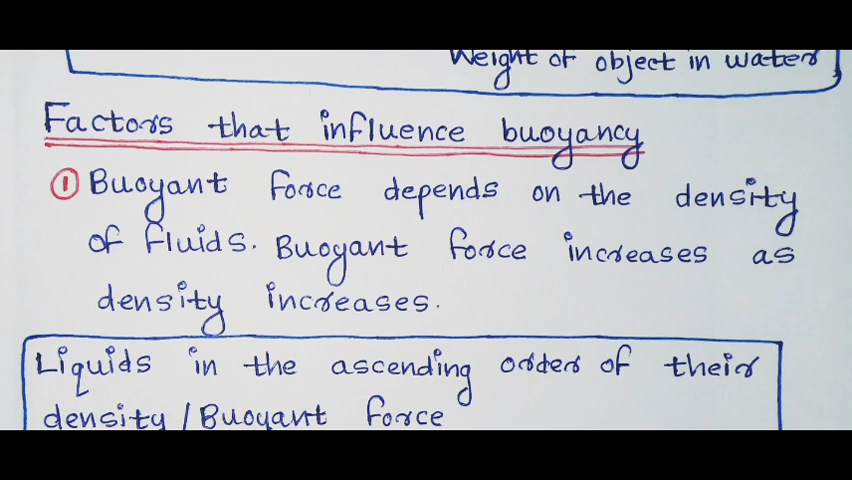 Weight of object in water
Factors that influence buoyancy
① Buoyant force depends on the density
of fluids. Buoyant force increases as
density increases.
Liquids in the ascending order of their
density / Buoyant force